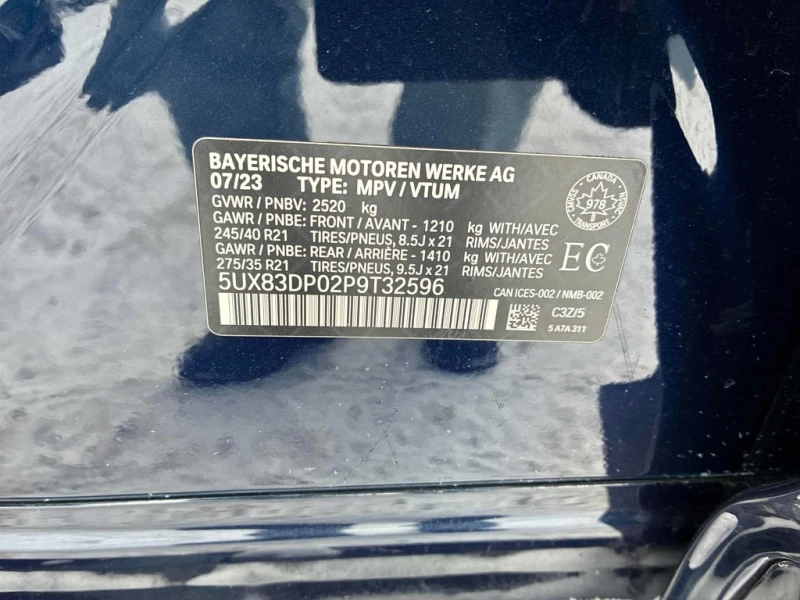 BAYERISCHE MOTOREN WERKE AG
07/23 TYPE: MPV / VTUM
GVWR / PNBV: 2520 kg
GAWR / PNBE: FRONT / AVANT - 1210 kg WITH/AVEC
245/40 R21 TIRES/PNEUS, 8.5J x 21 RIMS/JANTES
GAWR / PNBE: REAR / ARRIÈRE - 1410 kg WITH/AVEC
275/35 R21 TIRES/PNEUS, 9.5J x 21 RIMS/JANTES
5UX83DP02P9T32596
CANADA
CMVSS
NSVAC
978
TRANSPORT
EC
CAN ICES-002 / NMB-002
C3Z/5
5 A7A 311